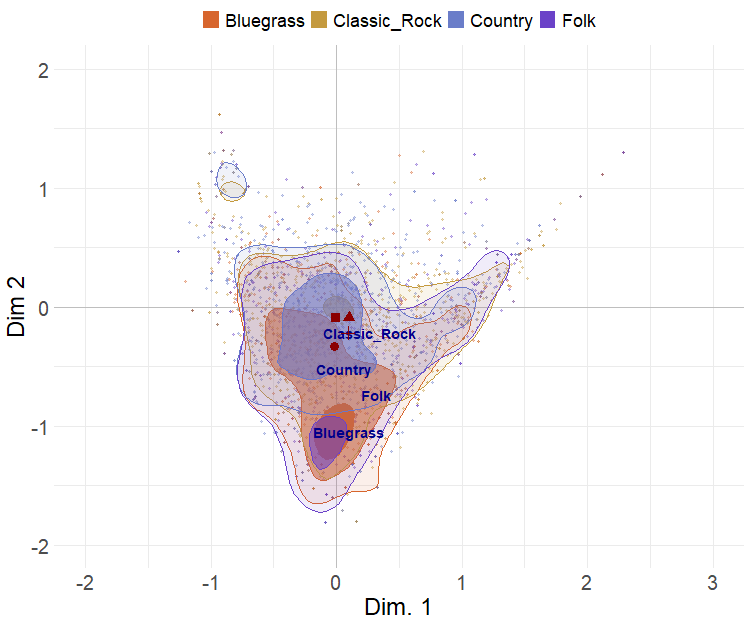 Bluegrass Classic_Rock Country Folk
2
1
0
-1
-2
Dim 2
Classic_Rock
Country
Folk
Bluegrass
-2 -1 0 1 2 3
Dim. 1